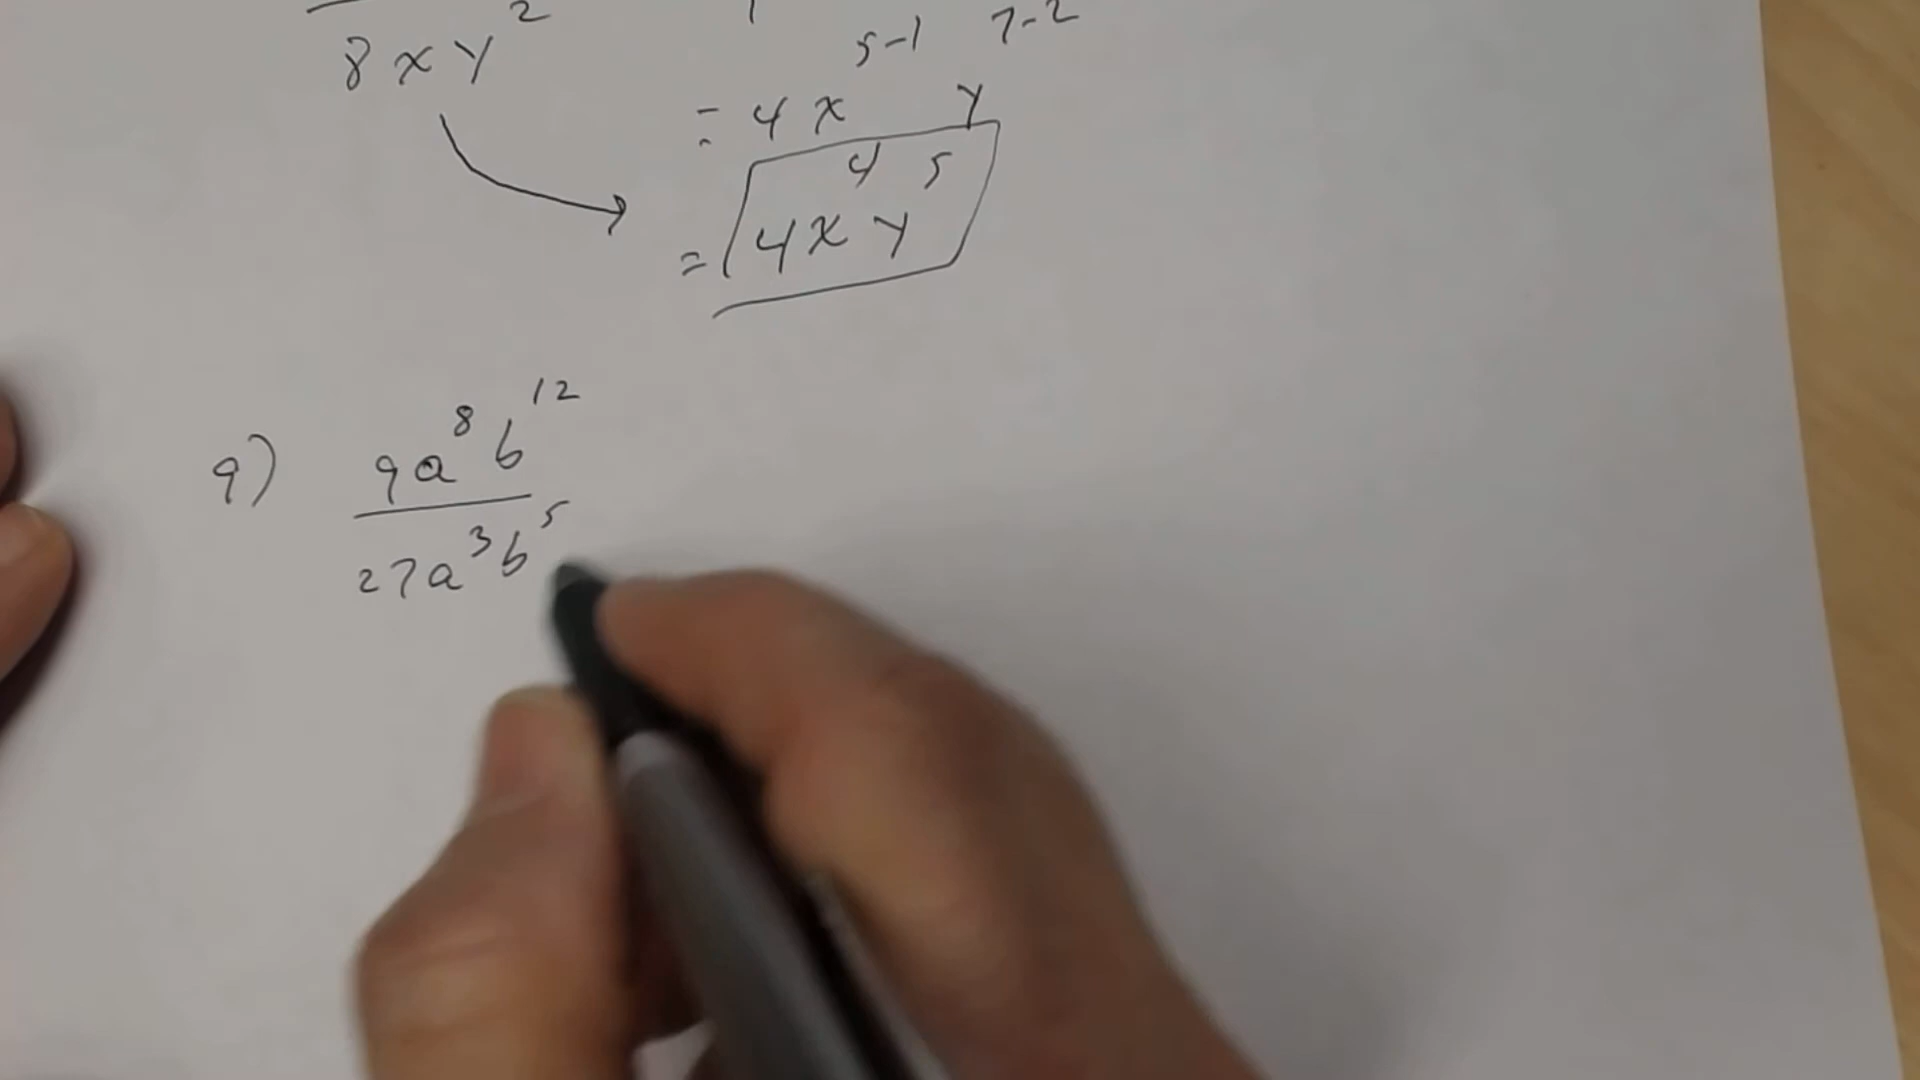 8xy²
5-1 7-2
= 4x y
= 4x⁴y⁵
9) 9a⁸b¹²
27a³b⁵